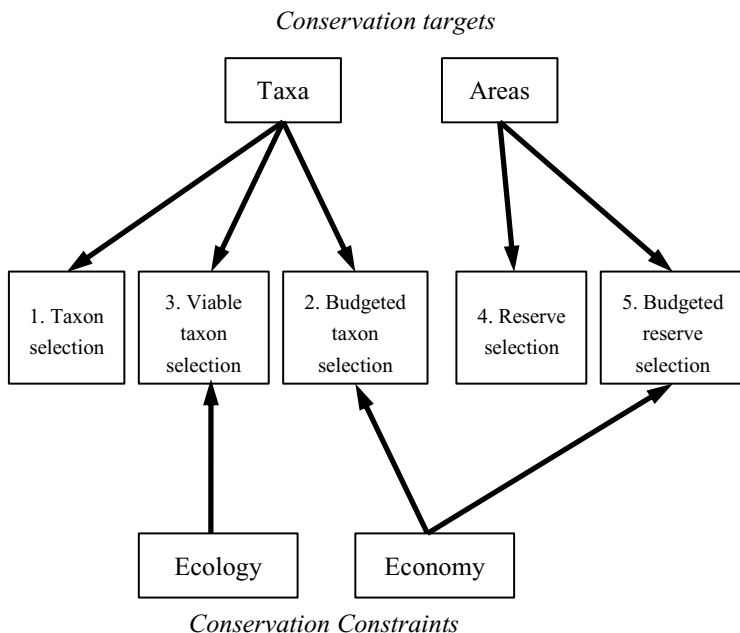 Conservation targets
Taxa
Areas
1. Taxon
selection
3. Viable
taxon
selection
2. Budgeted
taxon
selection
4. Reserve
selection
5. Budgeted
reserve
selection
Ecology
Economy
Conservation Constraints